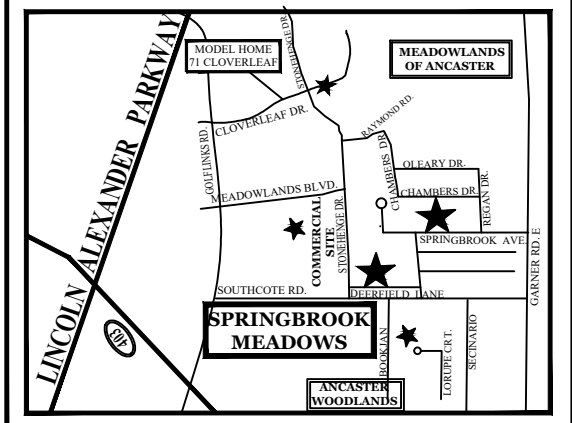 LINCOLN ALEXANDER PARKWAY
MODEL HOME
71 CLOVERLEAF
STONEHENGE DR.
MEADOWLANDS
OF ANCASTER
CLOVERLEAF DR.
RAYMOND RD.
GOLF LINKS RD.
CHAMBERS DR.
OLEARY DR.
CHAMBERS DR.
REGAN DR.
MEADOWLANDS BLVD.
COMMERCIAL
SITE
STONEHENGE DR.
SPRINGBROOK AVE.
GARNER RD. E
SOUTHCOTE RD.
DEERFIELD LANE
SPRINGBROOK
MEADOWS
403
BOOKJAN
LORUPE CRT.
SECINARIO
ANCASTER
WOODLANDS